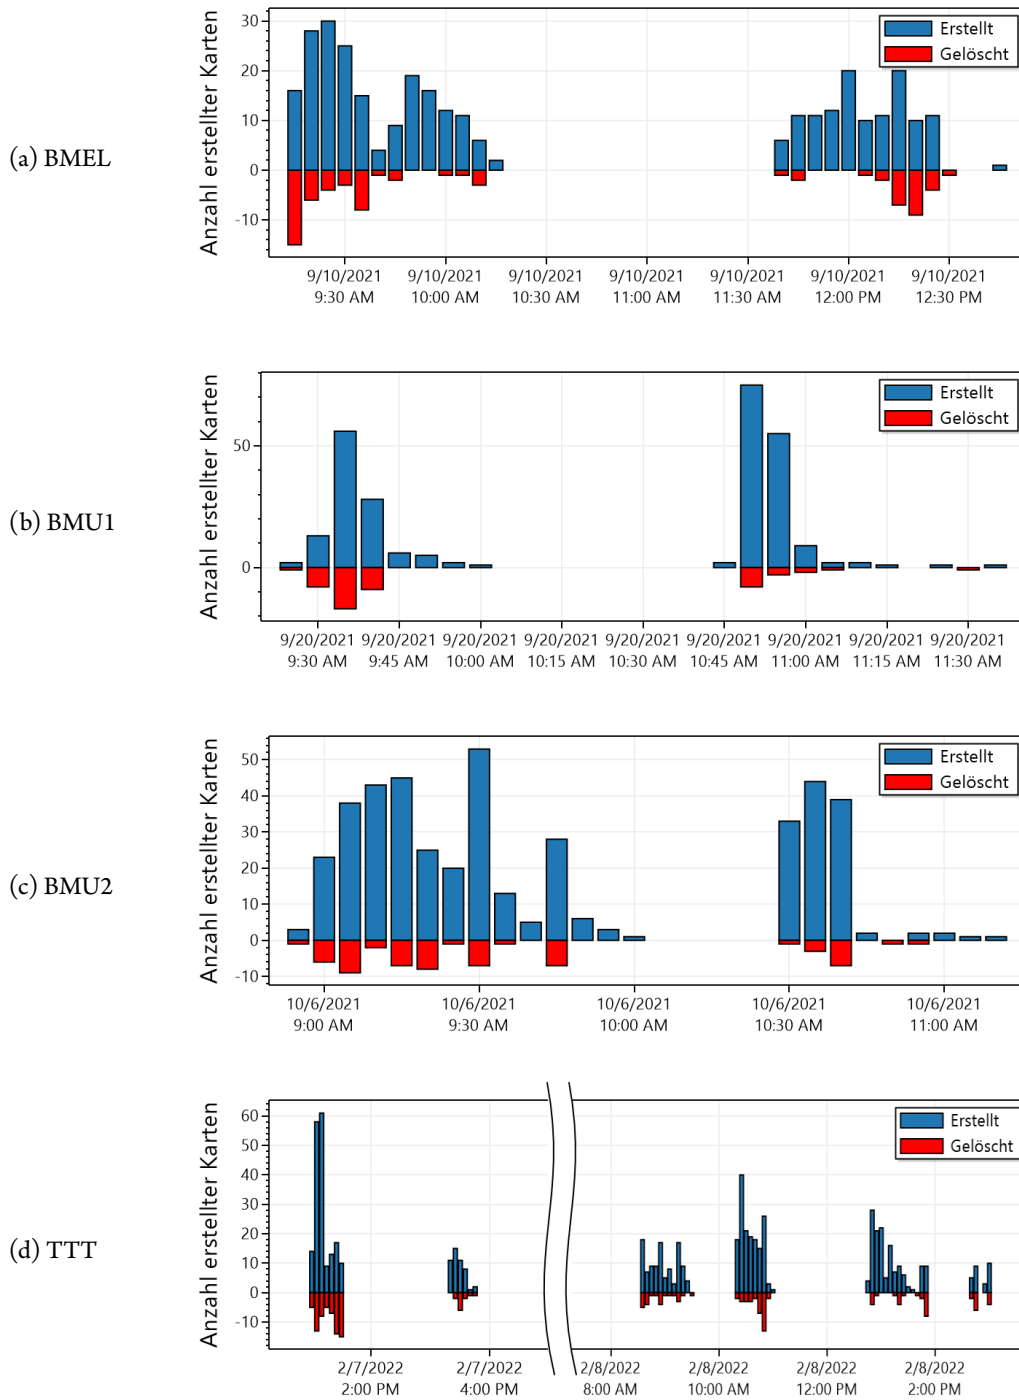 30
20
10
0
-10
Anzahl erstellter Karten
Erstellt
Gelöscht
(a) BMEL
9/10/2021 9/10/2021 9/10/2021 9/10/2021 9/10/2021 9/10/2021 9/10/2021
9:30 AM 10:00 AM 10:30 AM 11:00 AM 11:30 AM 12:00 PM 12:30 PM
50
0
Anzahl erstellter Karten
Erstellt
Gelöscht
(b) BMU1
9/20/2021 9/20/2021 9/20/2021 9/20/2021 9/20/2021 9/20/2021 9/20/2021 9/20/2021 9/20/2021
9:30 AM 9:45 AM 10:00 AM 10:15 AM 10:30 AM 10:45 AM 11:00 AM 11:15 AM 11:30 AM
50
40
30
20
10
0
-10
Anzahl erstellter Karten
Erstellt
Gelöscht
(c) BMU2
10/6/2021 10/6/2021 10/6/2021 10/6/2021 10/6/2021
9:00 AM 9:30 AM 10:00 AM 10:30 AM 11:00 AM
60
50
40
30
20
10
0
-10
Anzahl erstellter Karten
Erstellt
Gelöscht
(d) TTT
2/7/2022 2/7/2022 2/8/2022 2/8/2022 2/8/2022 2/8/2022
2:00 PM 4:00 PM 8:00 AM 10:00 AM 12:00 PM 2:00 PM